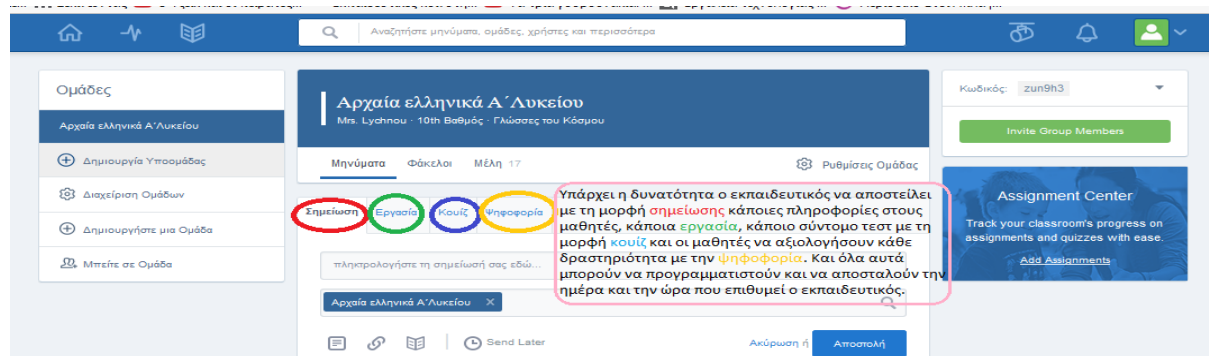 Αναζητήστε μηνύματα, ομάδες, χρήστες και περισσότερα
Ομάδες
Αρχαία ελληνικά Α΄Λυκείου
Δημιουργία Υποομάδας
Διαχείριση Ομάδων
Δημιουργήστε μια Ομάδα
Μπείτε σε Ομάδα
Αρχαία ελληνικά Α΄Λυκείου
Mrs. Lychnou · 10th Βαθμός · Γλώσσες του Κόσμου
Μηνύματα Φάκελοι Μέλη 17 Ρυθμίσεις Ομάδας
Σημείωση Εργασία Κουίζ Ψηφοφορία
Υπάρχει η δυνατότητα ο εκπαιδευτικός να αποστείλει
με τη μορφή σημείωσης κάποιες πληροφορίες στους
μαθητές, κάποια εργασία, κάποιο σύντομο τεστ με τη
μορφή κουίζ και οι μαθητές να αξιολογήσουν κάθε
δραστηριότητα με την ψηφοφορία. Και όλα αυτά
μπορούν να προγραμματιστούν και να αποσταλούν την
ημέρα και την ώρα που επιθυμεί ο εκπαιδευτικός.
πληκτρολογήστε τη σημείωσή σας εδώ...
Αρχαία ελληνικά Α΄Λυκείου X
Send Later Ακύρωση ή Αποστολή
Κωδικός: zun9h3
Invite Group Members
Assignment Center
Track your classroom's progress on
assignments and quizzes with ease.
Add Assignments